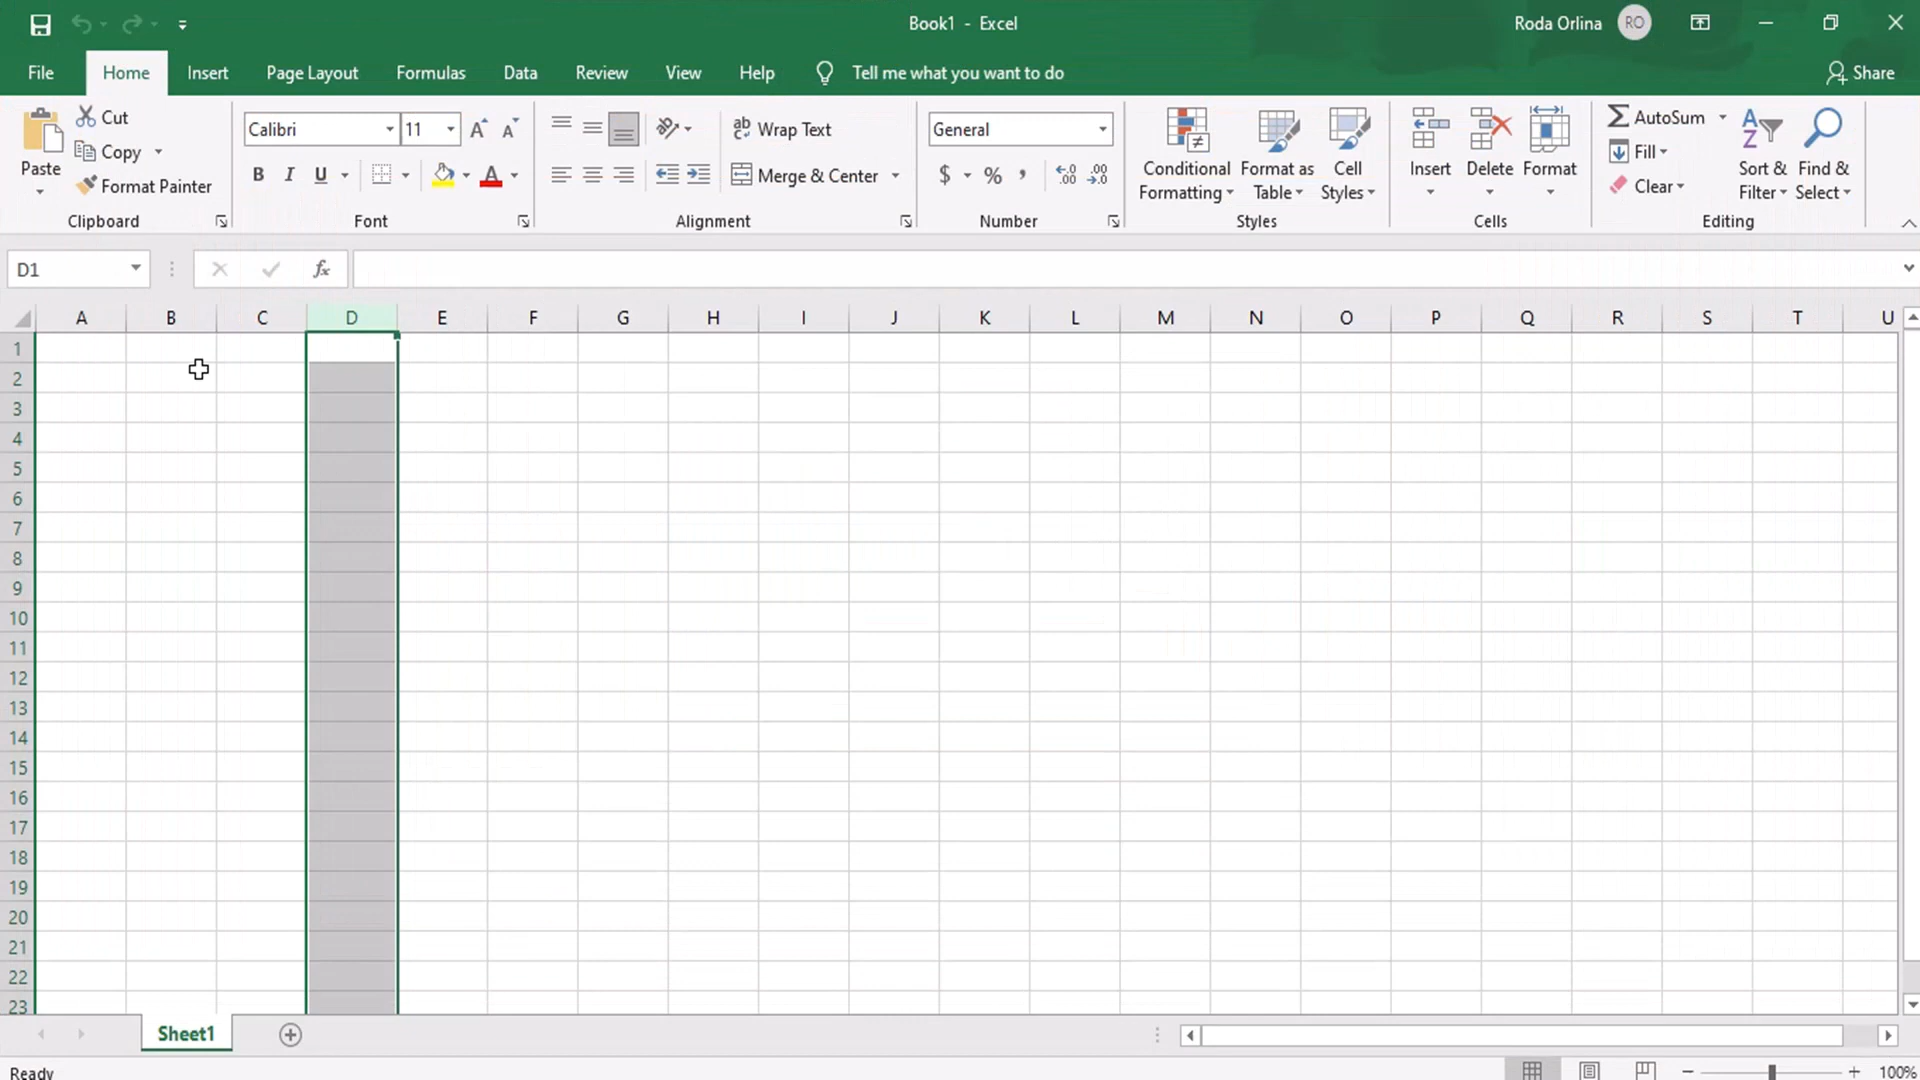 Book1 - Excel
Roda Orlina RO
File Home Insert Page Layout Formulas Data Review View Help Tell me what you want to do Share
Paste
Cut
Copy
Format Painter
Clipboard
Calibri 11
B I U A
Font
ab Wrap Text
Merge & Center
Alignment
General
$ % , .00
Number
Conditional Formatting
Format as Table
Cell Styles
Styles
Insert
Delete
Format
Cells
AutoSum
Fill
Clear
Sort & Filter
Find & Select
Editing
D1 fx
A B C D E F G H I J K L M N O P Q R S T U
1
2
3
4
5
6
7
8
9
10
11
12
13
14
15
16
17
18
19
20
21
22
23
Sheet1
Ready 100%